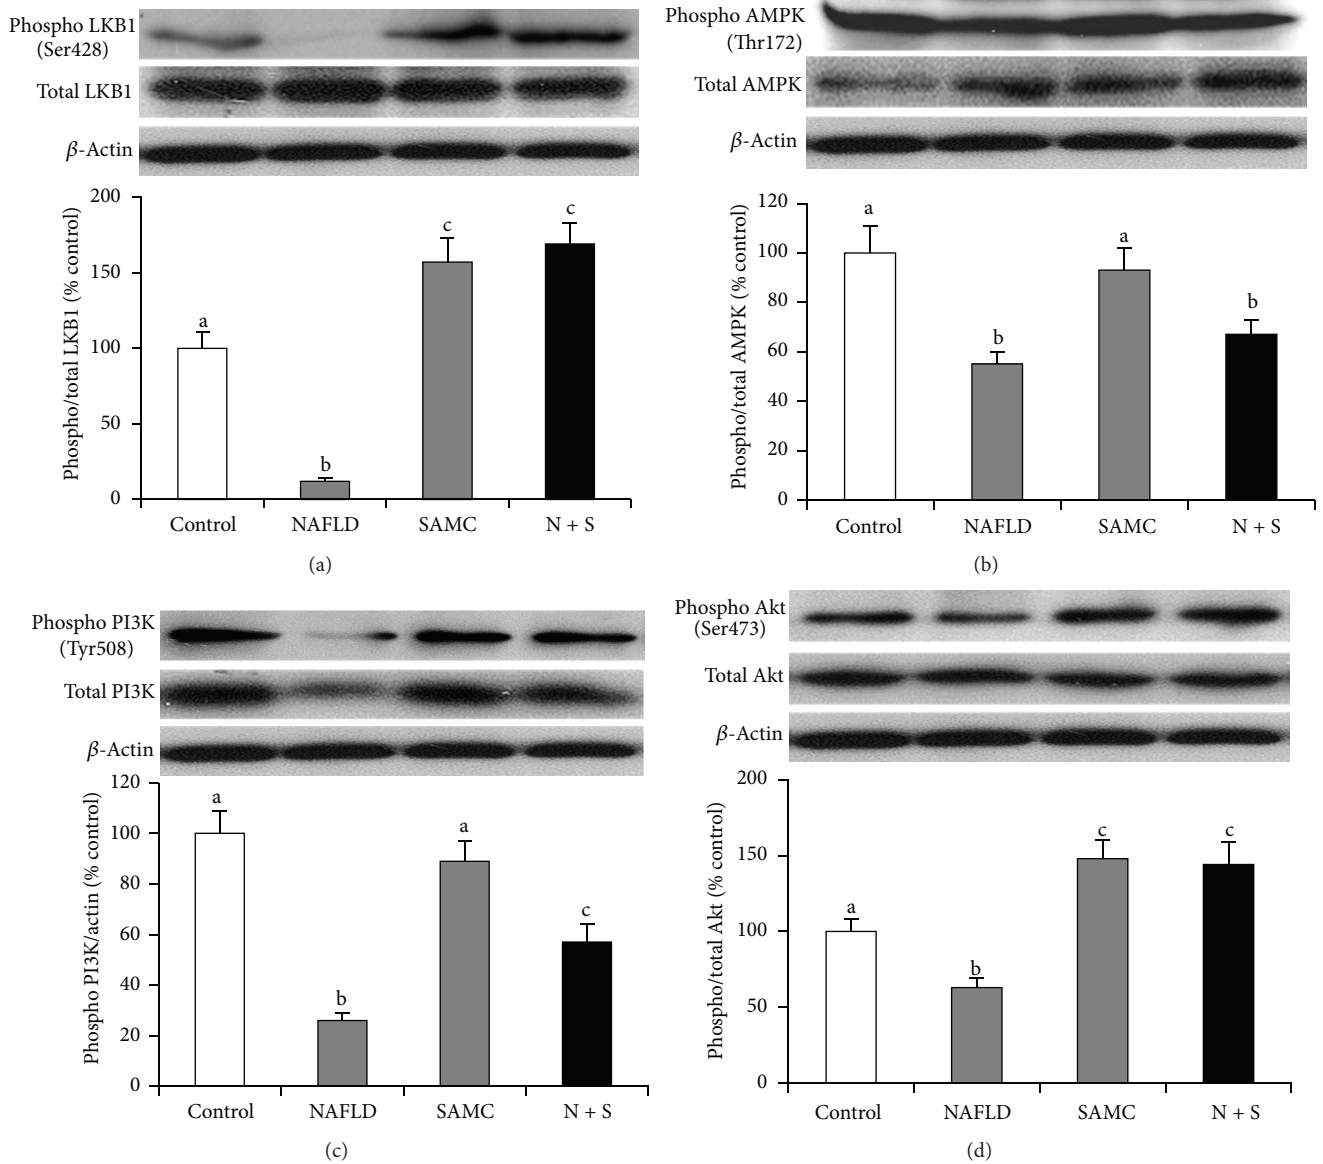 Phospho LKB1
(Ser428)
Total LKB1
β-Actin
200
150
100
50
0
Phospho/total LKB1 (% control)
a
b
c
c
Control NAFLD SAMC N + S
(a)
Phospho AMPK
(Thr172)
Total AMPK
β-Actin
120
100
80
60
40
20
0
Phospho/total AMPK (% control)
a
b
a
b
Control NAFLD SAMC N + S
(b)
Phospho PI3K
(Tyr508)
Total PI3K
β-Actin
120
100
80
60
40
20
0
Phospho PI3K/actin (% control)
a
b
a
c
Control NAFLD SAMC N + S
(c)
Phospho Akt
(Ser473)
Total Akt
β-Actin
200
150
100
50
0
Phospho/total Akt (% control)
a
b
c
c
Control NAFLD SAMC N + S
(d)